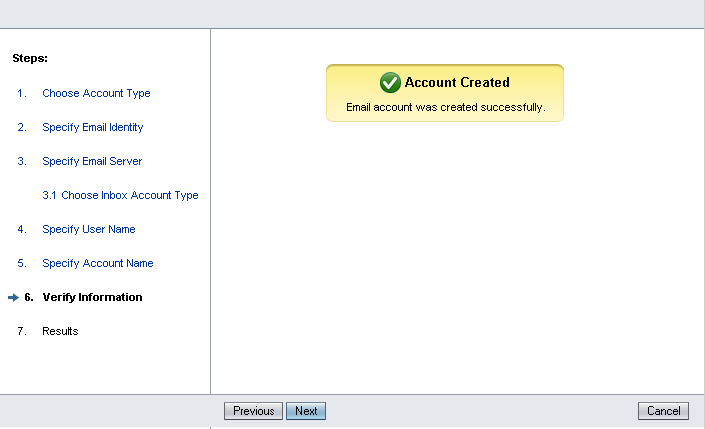 Steps:
1. Choose Account Type
2. Specify Email Identity
3. Specify Email Server
3.1 Choose Inbox Account Type
4. Specify User Name
5. Specify Account Name
6. Verify Information
7. Results
Account Created
Email account was created successfully.
Previous Next Cancel